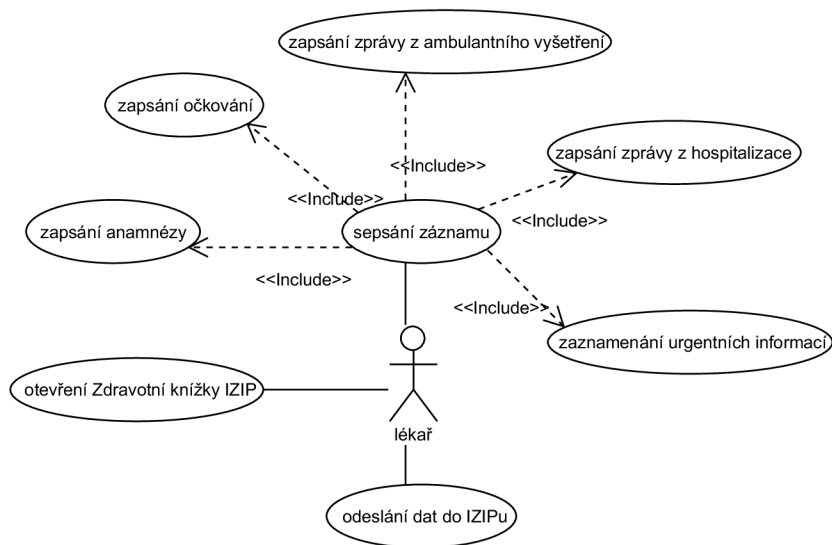 zapsání zprávy z ambulantního vyšetření
zapsání očkování
zapsání zprávy z hospitalizace
<<Include>>
<<Include>>
<<Include>>
zapsání anamnézy
sepsání záznamu
<<Include>>
<<Include>>
zaznamenání urgentních informací
otevření Zdravotní knížky IZIP
lékař
odeslání dat do IZIPu